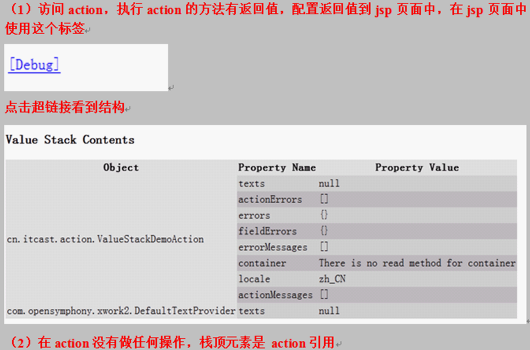 （1）访问 action，执行 action 的方法有返回值，配置返回值到 jsp 页面中，在 jsp 页面中
使用这个标签
[Debug]
点击超链接看到结构
Value Stack Contents
Object Property Name Property Value
texts null
actionErrors []
errors {}
fieldErrors {}
cn.itcast.action.ValueStackDemoAction
errorMessages []
container There is no read method for container
locale zh_CN
actionMessages []
com.opensymphony.xwork2.DefaultTextProvider texts null
（2）在 action 没有做任何操作，栈顶元素是 action 引用